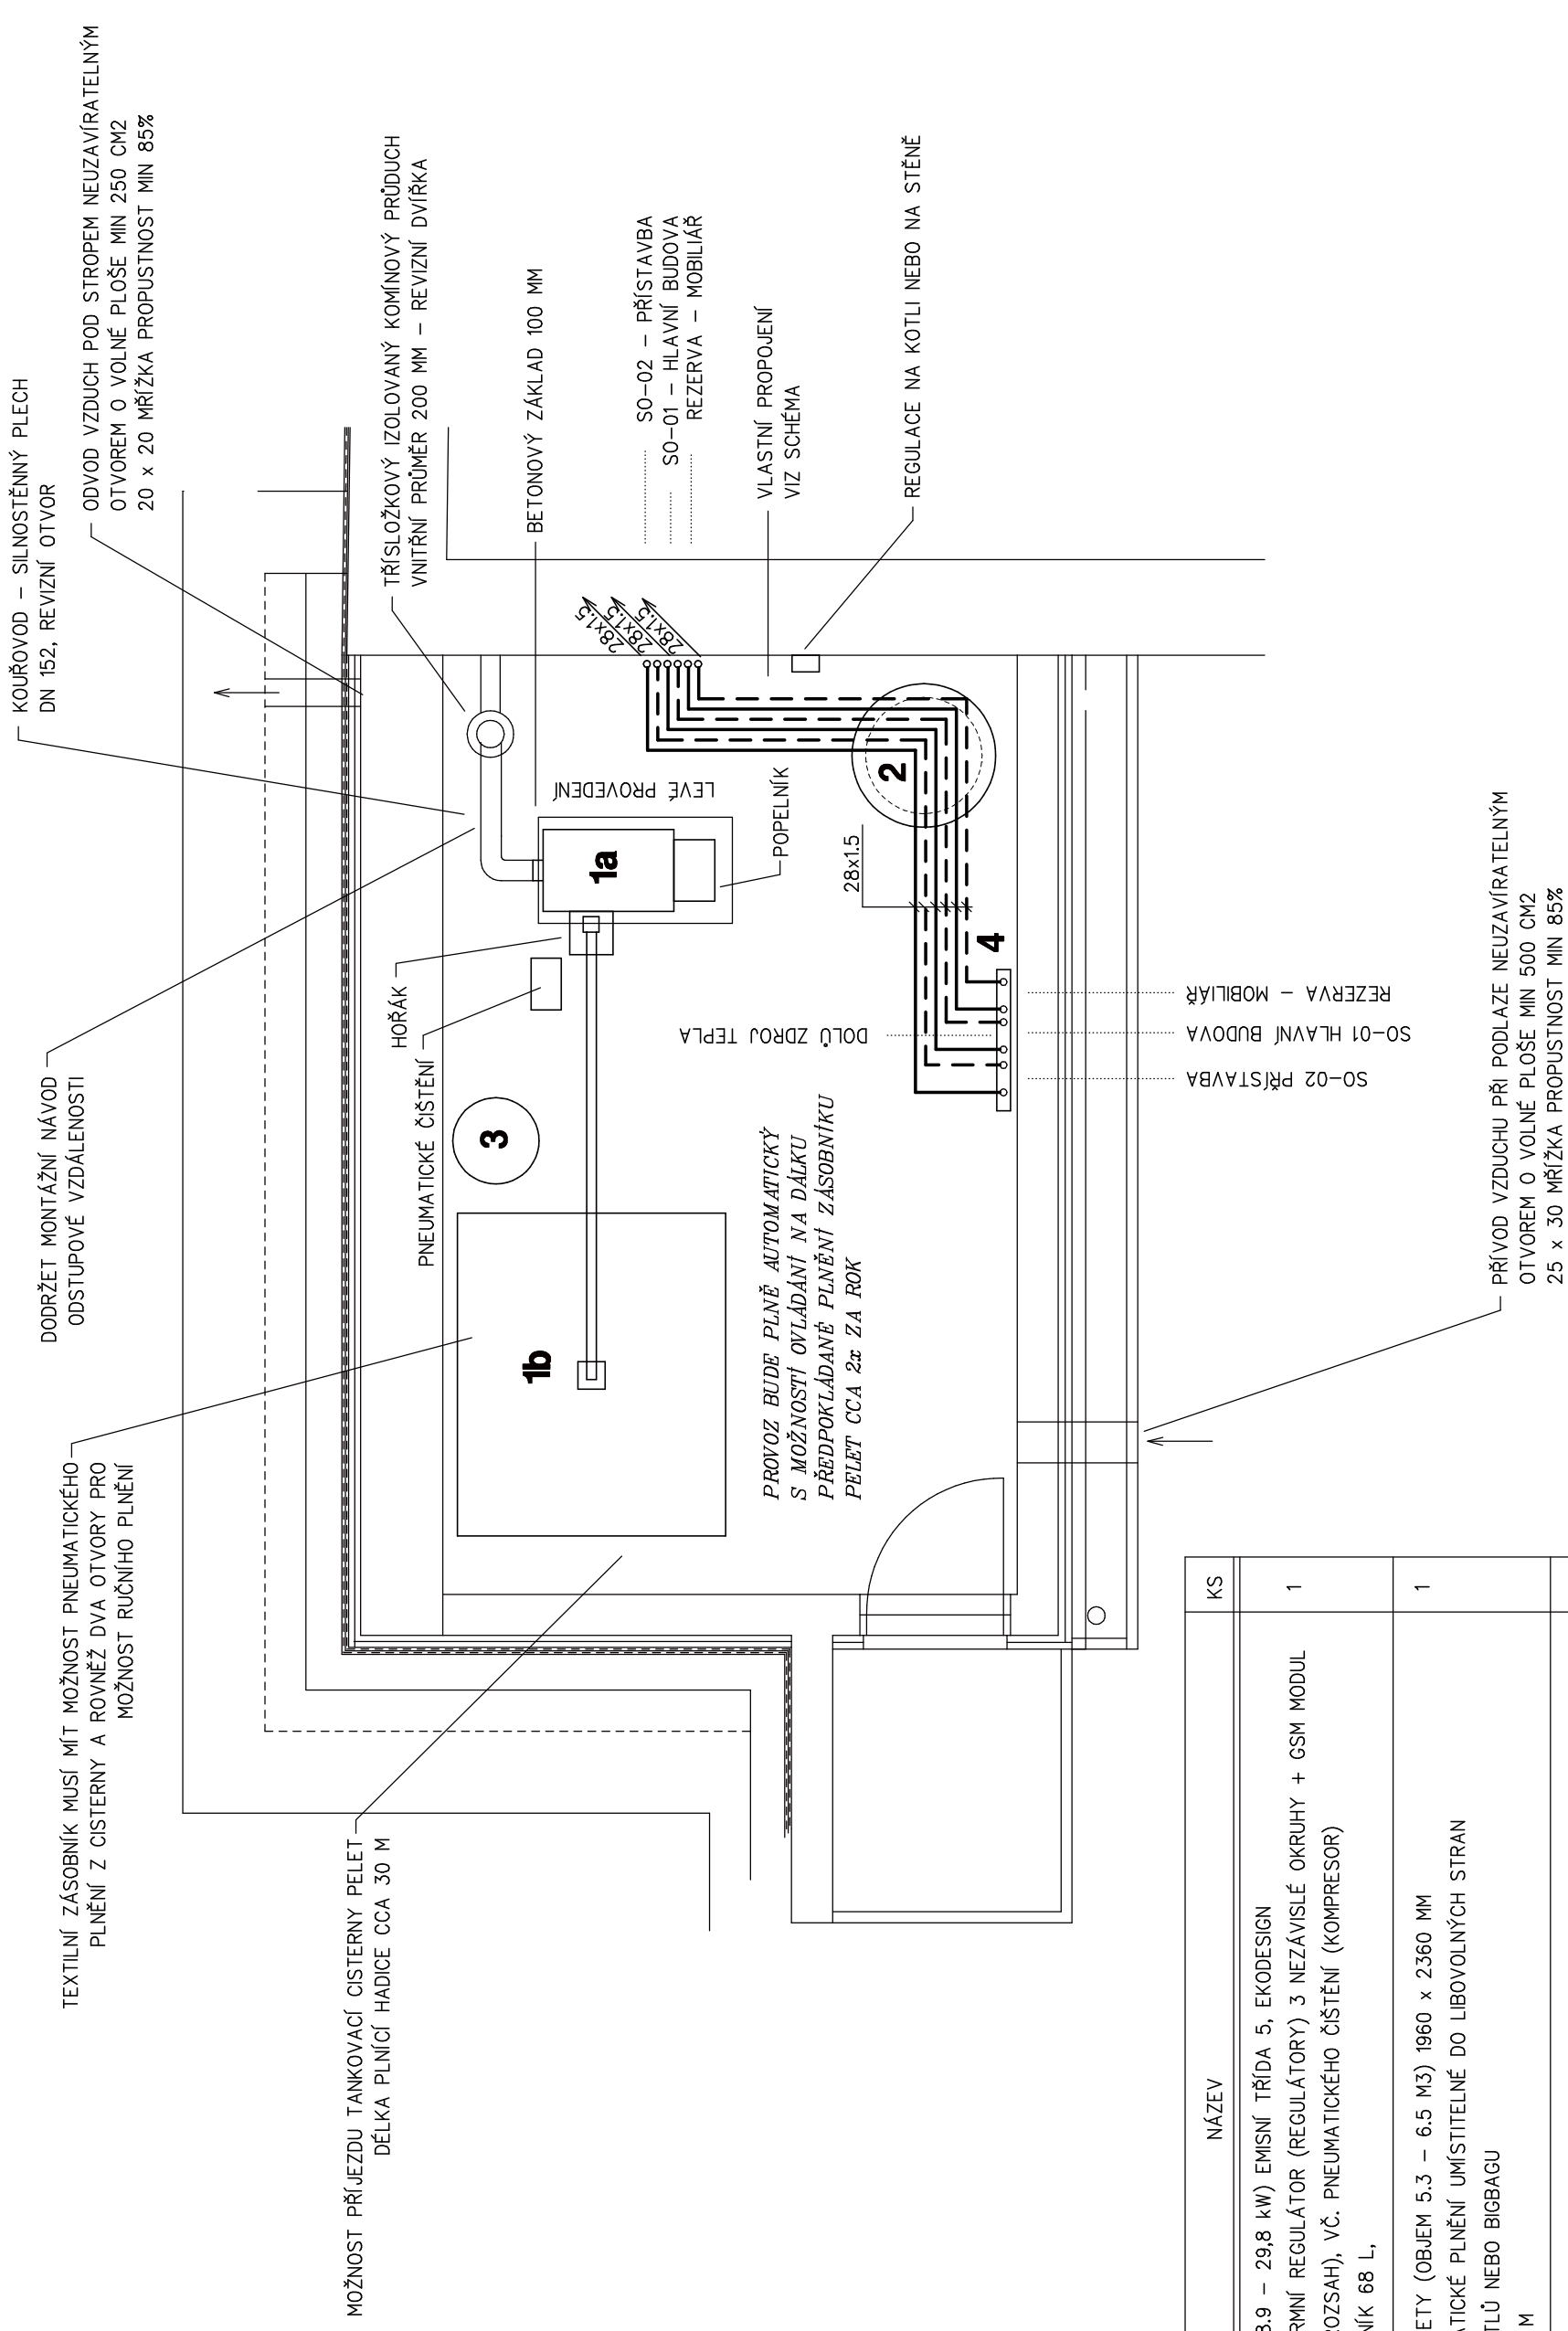 KOUŘOVOD – SILNOSTĚNNÝ PLECH
DN 152, REVIZNÍ OTVOR
ODVOD VZDUCH POD STROPEM NEUZAVÍRATELNÝM
OTVOREM O VOLNÉ PLOŠE MIN 250 CM2
20 x 20 MŘÍŽKA PROPUSTNOST MIN 85%
DODRŽET MONTÁŽNÍ NÁVOD
ODSTUPOVÉ VZDÁLENOSTI
TEXTILNÍ ZÁSOBNÍK MUSÍ MÍT MOŽNOST PNEUMATICKÉHO
PLNĚNÍ Z CISTERNY A ROVNĚŽ DVA OTVORY PRO
MOŽNOST RUČNÍHO PLNĚNÍ
MOŽNOST PŘÍJEZDU TANKOVACÍ CISTERNY PELET
DÉLKA PLNÍCÍ HADICE CCA 30 M
TŘÍSLOŽKOVÝ IZOLOVANÝ KOMÍNOVÝ PRŮDUCH
VNITŘNÍ PRŮMĚR 200 MM – REVIZNÍ DVÍŘKA
HOŘÁK
PNEUMATICKÉ ČIŠTĚNÍ
BETONOVÝ ZÁKLAD 100 MM
3
1b
1a
LEVÉ PROVEDENÍ
28x1.5
28x1.5
28x1.5
SO–02 – PŘÍSTAVBA
SO–01 – HLAVNÍ BUDOVA
REZERVA – MOBILIÁŘ
VLASTNÍ PROPOJENÍ
VIZ SCHÉMA
POPELNÍK
REGULACE NA KOTLI NEBO NA STĚNĚ
PROVOZ BUDE PLNĚ AUTOMATICKÝ
S MOŽNOSTÍ OVLÁDÁNÍ NA DÁLKU
PŘEDPOKLÁDANÉ PLNĚNÍ ZÁSOBNÍKU
PELET CCA 2x ZA ROK
28x1.5
2
4
DOLŮ ZDROJ TEPLA
REZERVA – MOBILIÁŘ
SO–01 HLAVNÍ BUDOVA
SO–02 PŘÍSTAVBA
PŘÍVOD VZDUCHU PŘI PODLAZE NEUZAVÍRATELNÝM
OTVOREM O VOLNÉ PLOŠE MIN 500 CM2
25 x 30 MŘÍŽKA PROPUSTNOST MIN 85%
NÁZEV KS
– 29,8 kW) EMISNÍ TŘÍDA 5, EKODESIGN 1
REGULÁTOR (REGULÁTORY) 3 NEZÁVISLÉ OKRUHY + GSM MODUL
VČ. PNEUMATICKÉHO ČIŠTĚNÍ (KOMPRESOR)
68 L,
(OBJEM 5.3 – 6.5 M3) 1960 x 2360 MM 1
PLNĚNÍ UMÍSTITELNÉ DO LIBOVOLNÝCH STRAN
NEBO BIGBAGU
M